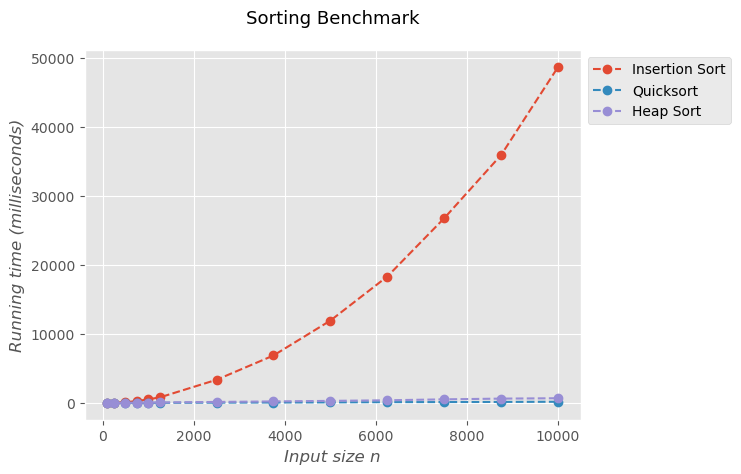 Sorting Benchmark
50000
40000
30000
20000
10000
0
Running time (milliseconds)
0 2000 4000 6000 8000 10000
Input size n
Insertion Sort
Quicksort
Heap Sort